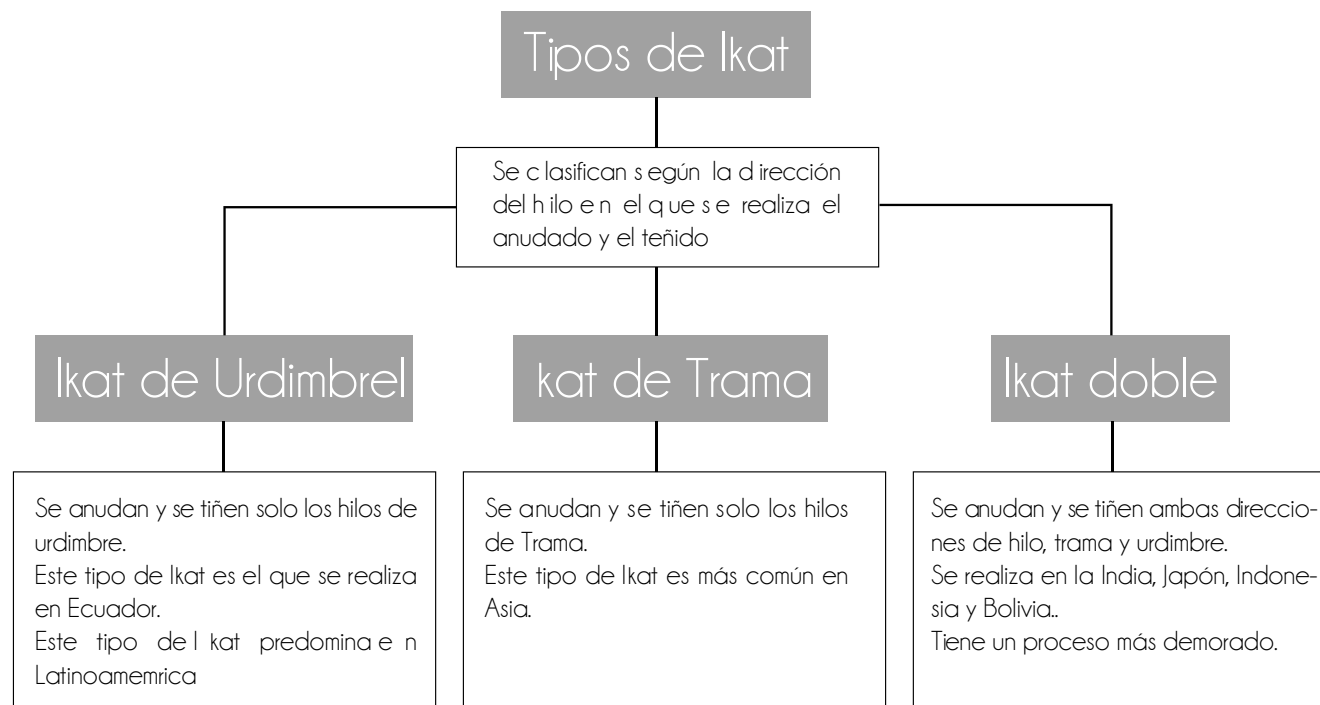 Tipos de Ikat
Se c lasifican s egún la d irección
del h ilo e n el q ue s e realiza el
anudado y el teñido
Ikat de Urdimbrel
kat de Trama
Ikat doble
Se anudan y se tiñen solo los hilos de
urdimbre.
Este tipo de Ikat es el que se realiza
en Ecuador.
Este tipo de I kat predomina e n
Latinoamemrica
Se anudan y se tiñen solo los hilos
de Trama.
Este tipo de Ikat es más común en
Asia.
Se anudan y se tiñen ambas direccio-
nes de hilo, trama y urdimbre.
Se realiza en la India, Japón, Indone-
sia y Bolivia..
Tiene un proceso más demorado.